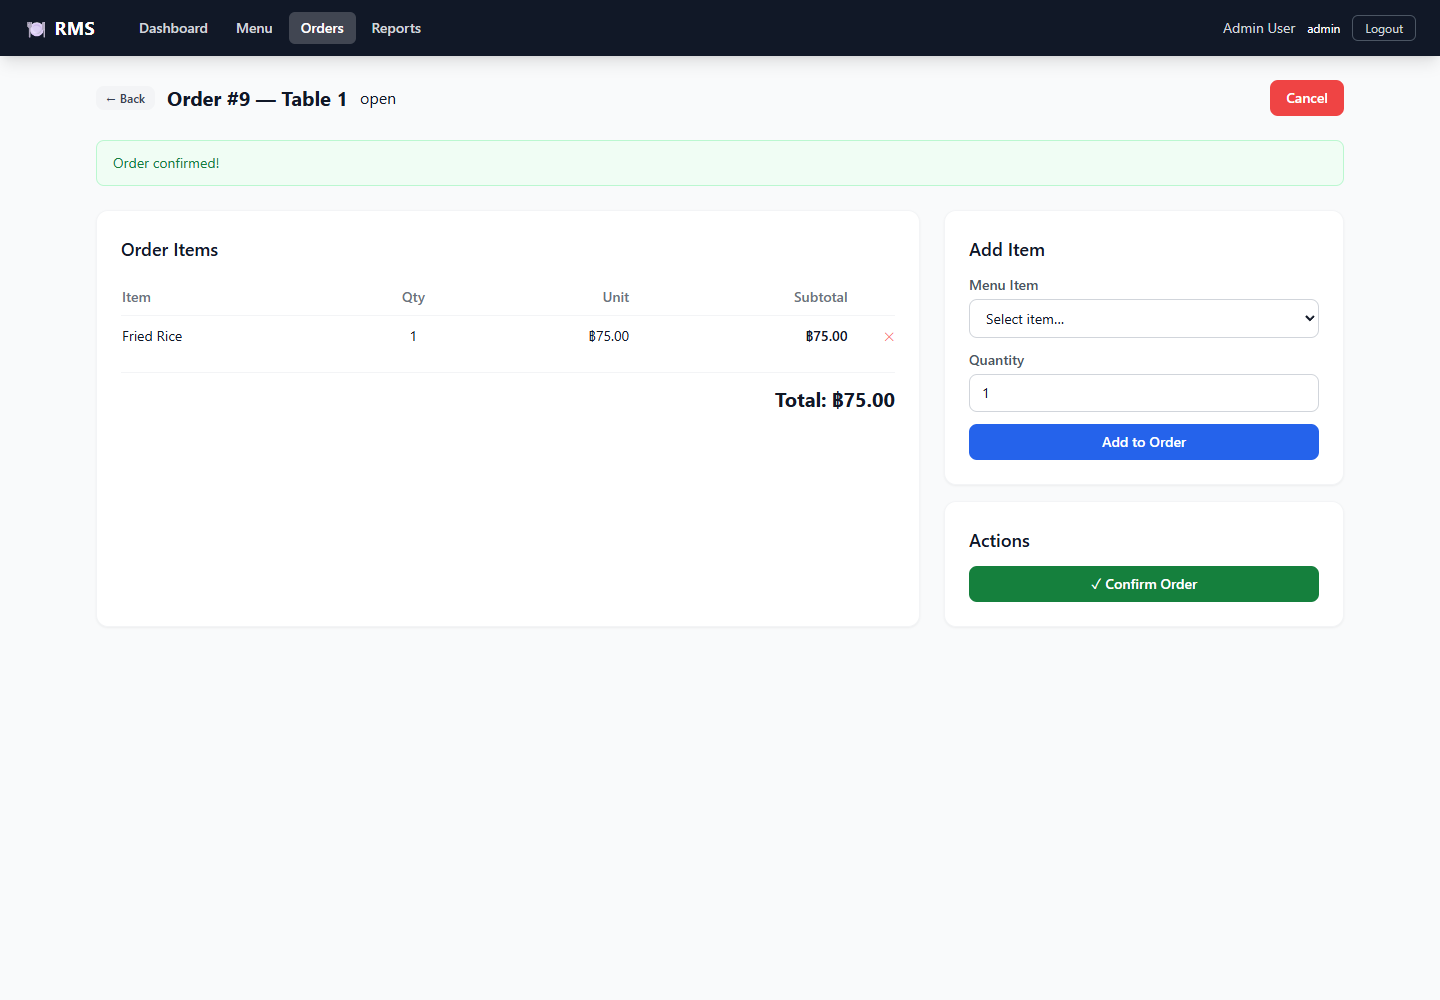 RMS
Dashboard Menu Orders Reports
Admin User admin Logout
← Back Order #9 — Table 1 open
Cancel
Order confirmed!
Order Items
Item Qty Unit Subtotal
Fried Rice 1 ฿75.00 ฿75.00 ×
Total: ฿75.00
Add Item
Menu Item
Select item...
Quantity
1
Add to Order
Actions
✓ Confirm Order